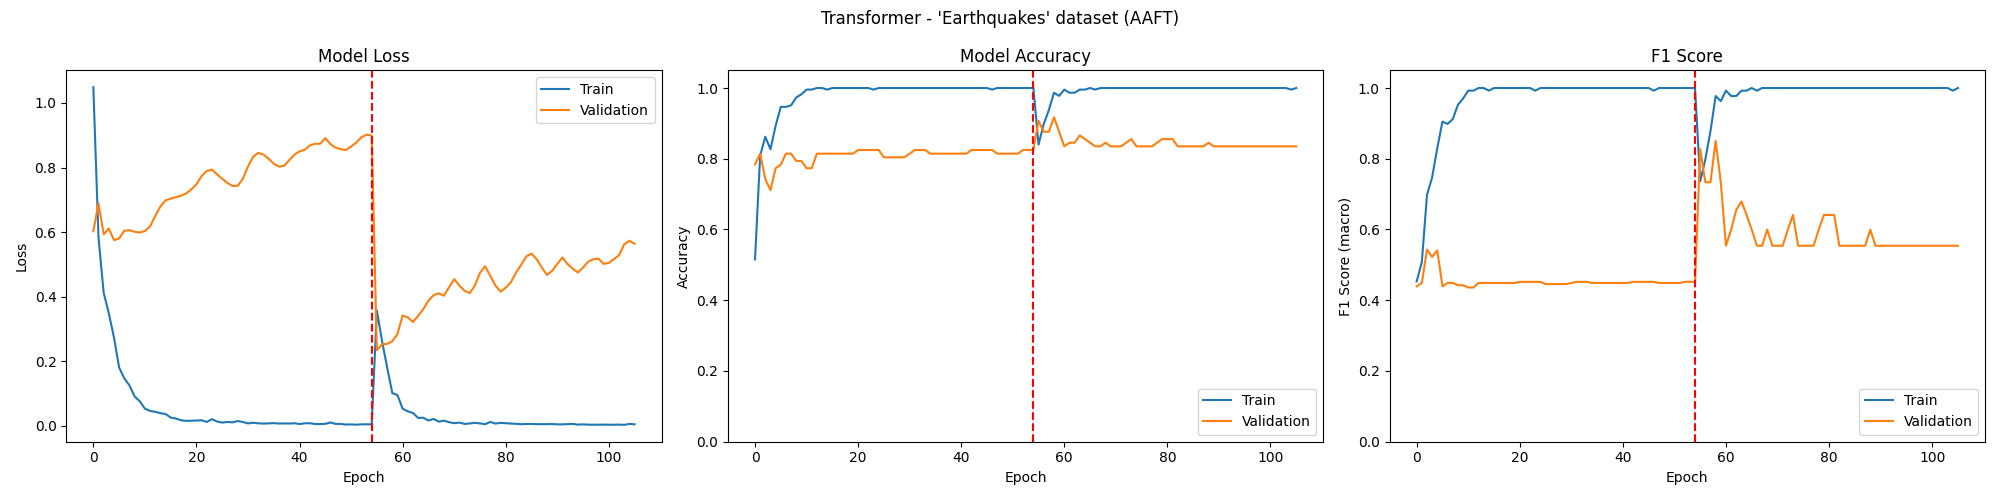 Transformer - 'Earthquakes' dataset (AAFT)
Model Loss
Loss
1.0
0.8
0.6
0.4
0.2
0.0
0 20 40 60 80 100
Epoch
Train
Validation
Model Accuracy
Accuracy
1.0
0.8
0.6
0.4
0.2
0.0
0 20 40 60 80 100
Epoch
Train
Validation
F1 Score
F1 Score (macro)
1.0
0.8
0.6
0.4
0.2
0.0
0 20 40 60 80 100
Epoch
Train
Validation